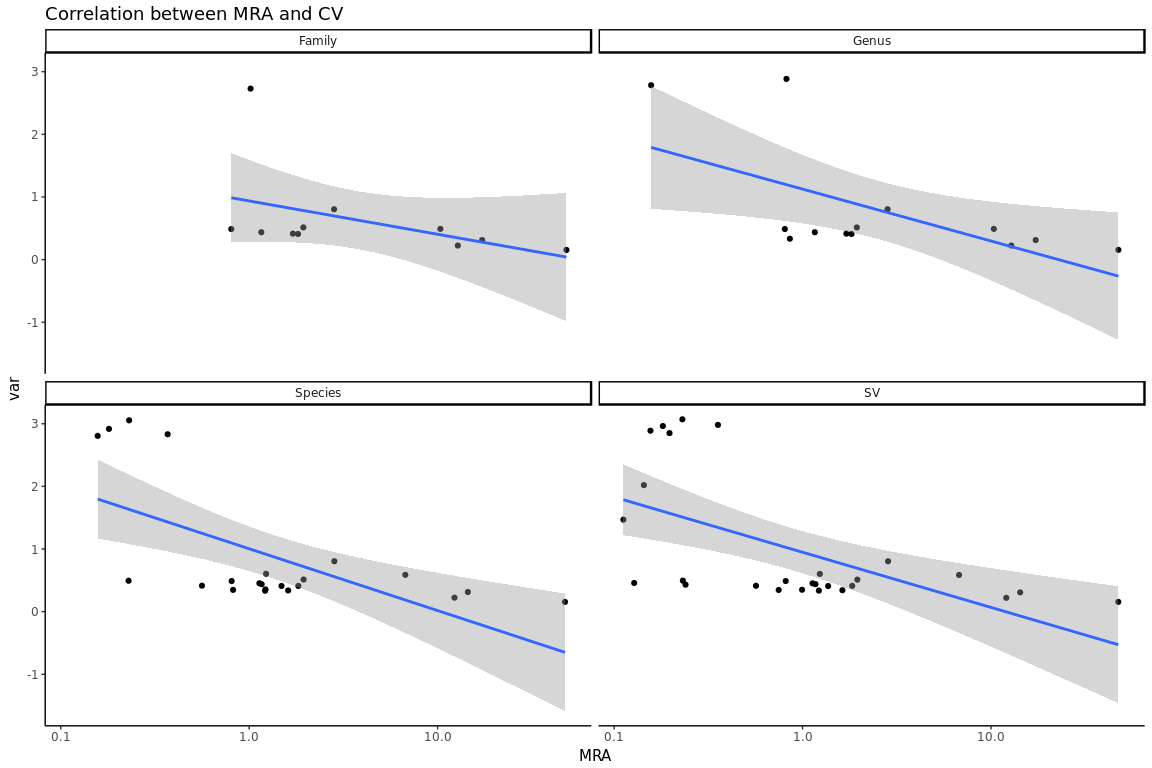 Correlation between MRA and CV
Family
Genus
3
2
1
0
-1
var
Species
SV
3
2
1
0
-1
0.1
1.0
10.0
0.1
1.0
10.0
MRA